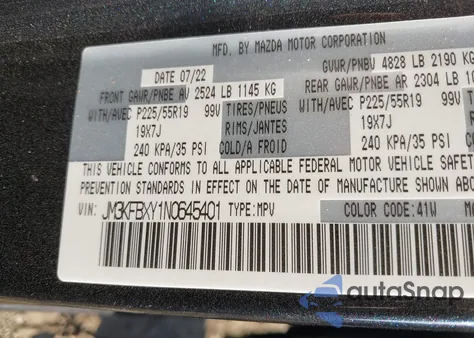 MFD. BY MAZDA MOTOR CORPORATION
DATE 07/22 GVWR/PNBV 4828 LB 2190 KG
FRONT GAWR/PNBE AV 2524 LB 1145 KG REAR GAWR/PNBE AR 2304 LB
WITH/AVEC P225/55R19 99V TIRES/PNEUS WITH/AVEC P225/55R19 99V
19X7J RIMS/JANTES 19X7J
240 KPA/35 PSI COLD/A FROID 240 KPA/35 PSI
THIS VEHICLE CONFORMS TO ALL APPLICABLE FEDERAL MOTOR VEHICLE
PREVENTION STANDARDS IN EFFECT ON THE DATE OF MANUFACTURE SHOWN
VIN: JM3KFBXY1N0645401 TYPE:MPV COLOR CODE:41W
autoSnap